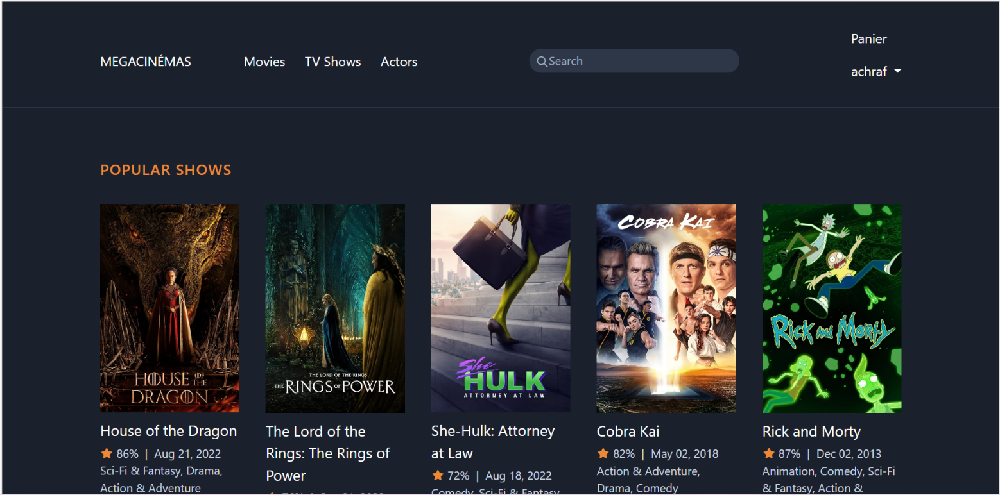 Panier
MEGACINÉMAS Movies TV Shows Actors Search
achraf
POPULAR SHOWS
COBRA KAI
RICK AND MORTY
HOUSE OF THE
DRAGON
THE LORD OF THE RINGS
THE RINGS OF POWER
She
HULK
ATTORNEY AT LAW
House of the Dragon
86% | Aug 21, 2022
Sci-Fi & Fantasy, Drama,
Action & Adventure
The Lord of the
Rings: The Rings of
Power
She-Hulk: Attorney
at Law
72% | Aug 18, 2022
Comedy, Sci-Fi & Fantasy
Cobra Kai
82% | May 02, 2018
Action & Adventure,
Drama, Comedy
Rick and Morty
87% | Dec 02, 2013
Animation, Comedy, Sci-Fi
& Fantasy, Action &